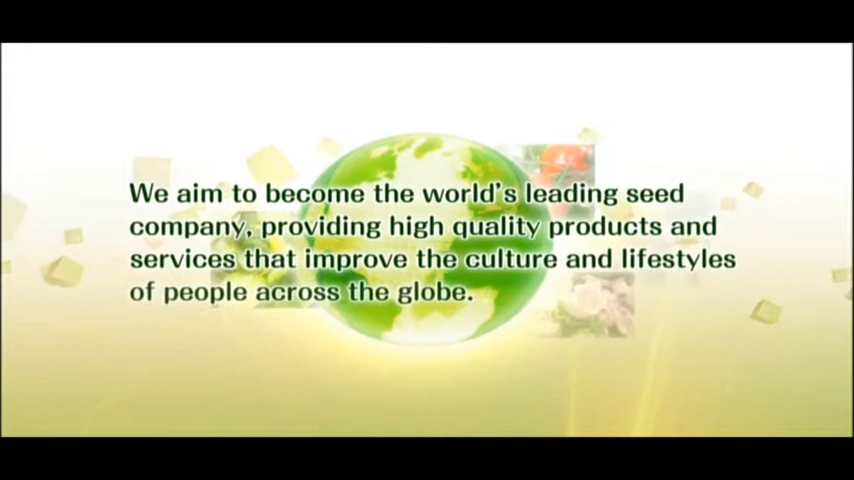 We aim to become the world's leading seed
company, providing high quality products and
services that improve the culture and lifestyles
of people across the globe.